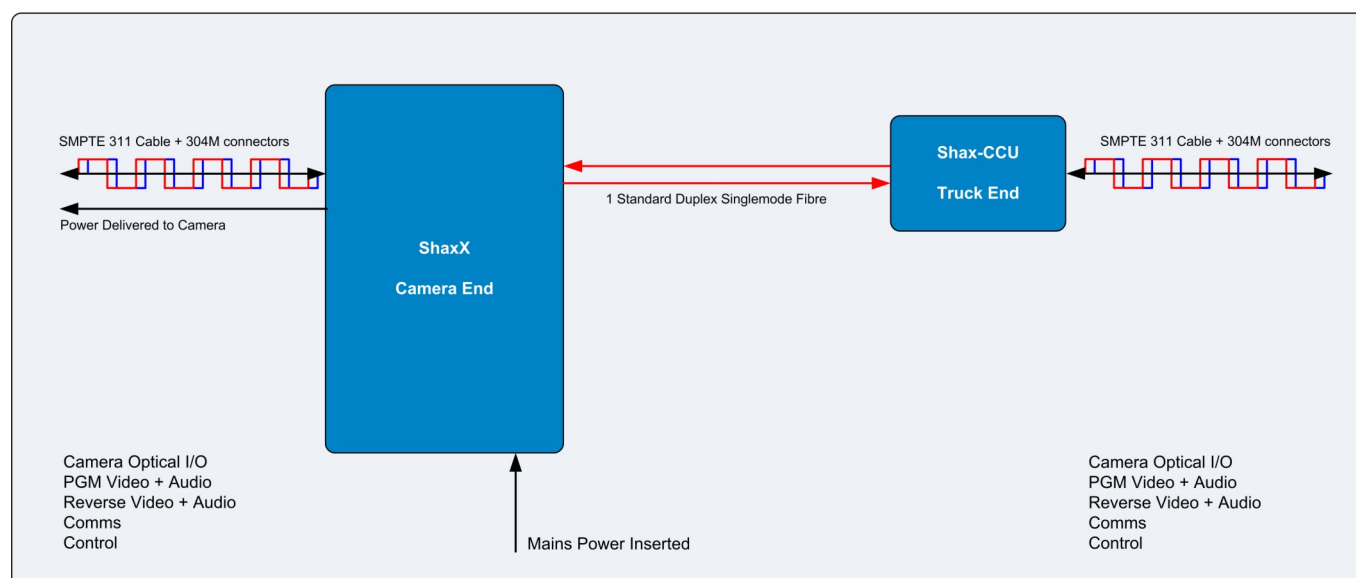 SMPTE 311 Cable + 304M connectors
Power Delivered to Camera
ShaxX
Camera End
1 Standard Duplex Singlemode Fibre
Shax-CCU
Truck End
SMPTE 311 Cable + 304M connectors
Camera Optical I/O
PGM Video + Audio
Reverse Video + Audio
Comms
Control
Mains Power Inserted
Camera Optical I/O
PGM Video + Audio
Reverse Video + Audio
Comms
Control